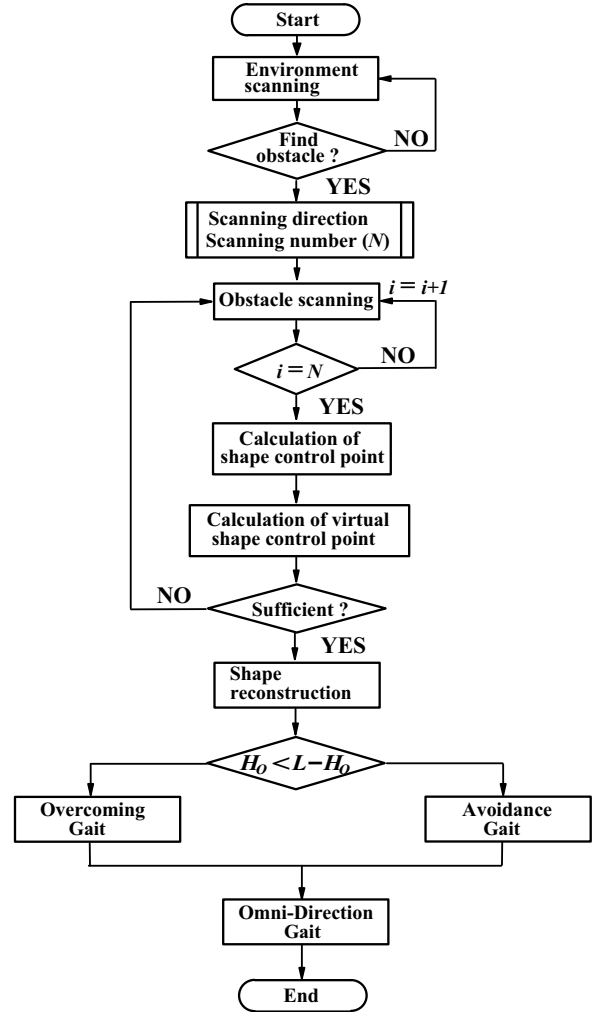 Start
Environment
scanning
Find
obstacle ?
NO
YES
Scanning direction
Scanning number (N)
i = i+1
Obstacle scanning
NO
i = N
YES
Calculation of
shape control point
Calculation of virtual
shape control point
NO
Sufficient ?
YES
Shape
reconstruction
H_O < L − H_O
Overcoming
Gait
Avoidance
Gait
Omni-Direction
Gait
End